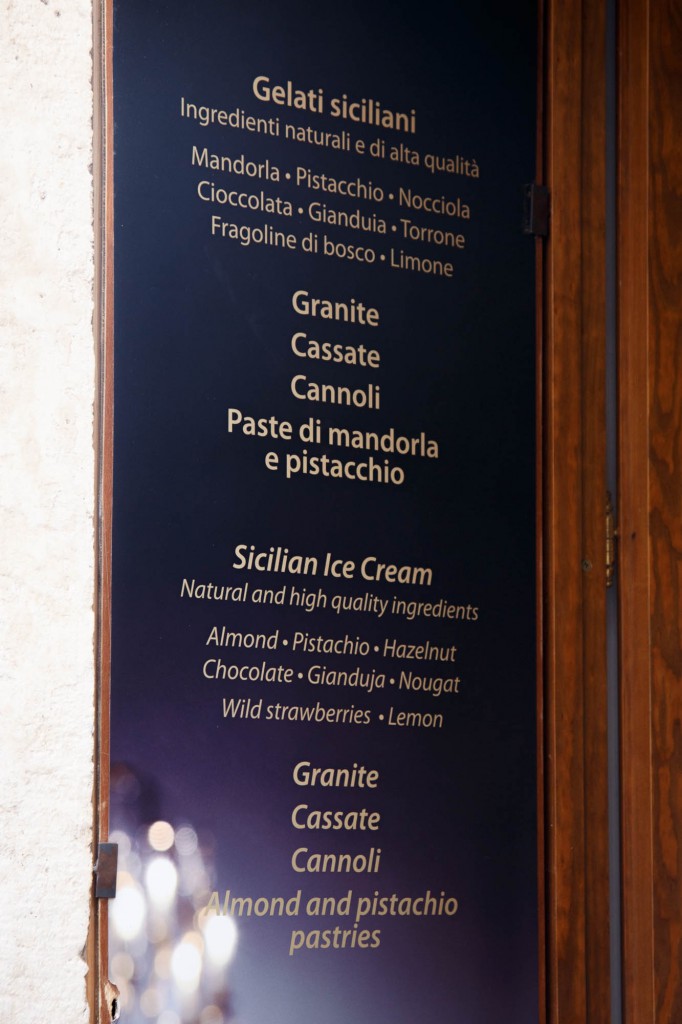 Gelati siciliani
Ingredienti naturali e di alta qualità
Mandorla • Pistacchio • Nocciola
Cioccolata • Gianduia • Torrone
Fragoline di bosco • Limone
Granite
Cassate
Cannoli
Paste di mandorla
e pistacchio
Sicilian Ice Cream
Natural and high quality ingredients
Almond • Pistachio • Hazelnut
Chocolate • Gianduja • Nougat
Wild strawberries • Lemon
Granite
Cassate
Cannoli
Almond and pistachio
pastries